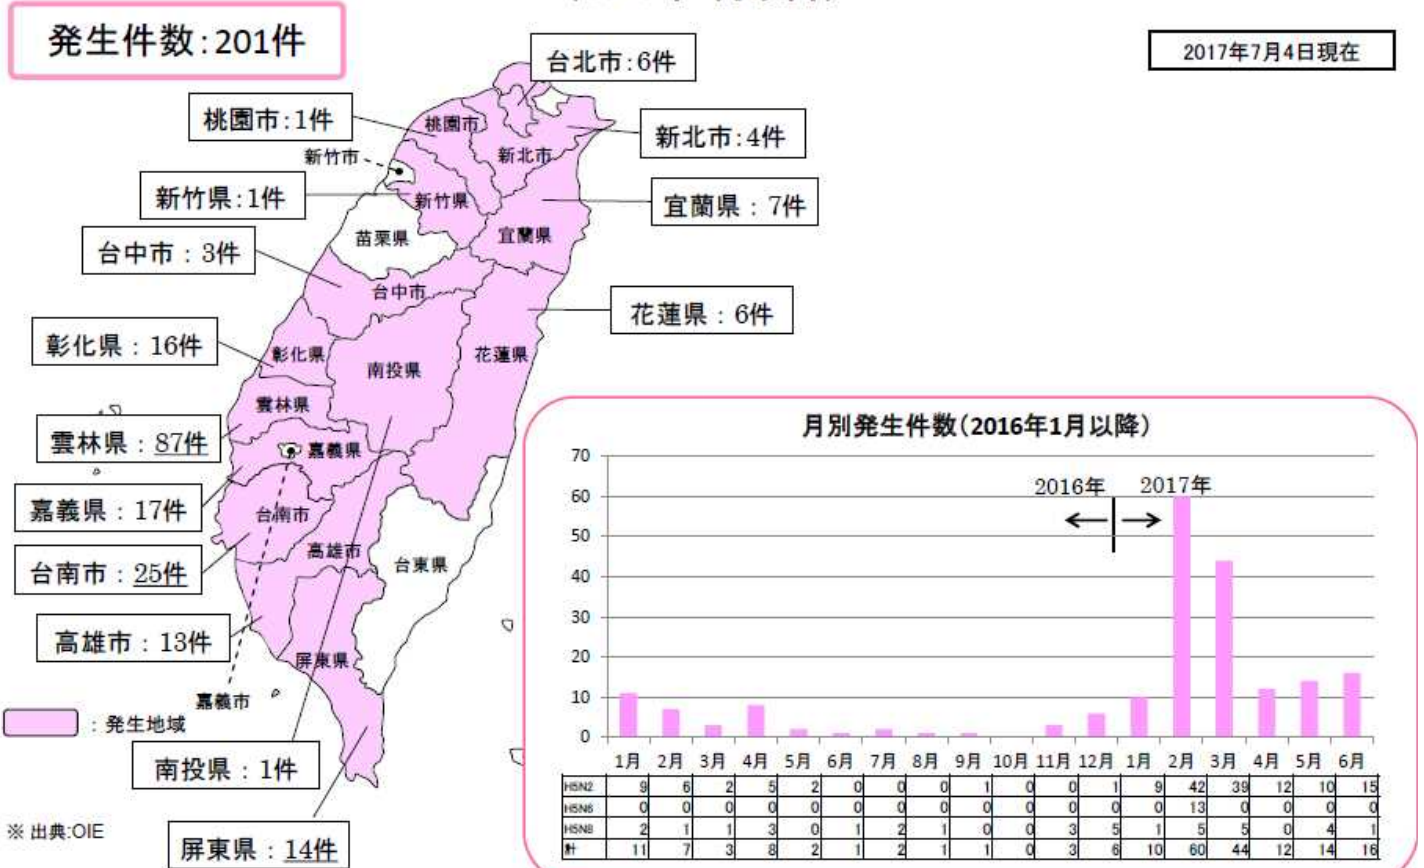 発生件数:201件
2017年7月4日現在
台北市:6件
桃園市:1件
新北市:4件
新竹市
新竹県:1件
宜蘭県:7件
台中市:3件
花蓮県:6件
彰化県:16件
雲林県:87件
嘉義県:17件
台南市:25件
高雄市:13件
嘉義市
南投県:1件
屏東県:14件
桃園市
新北市
新竹県
苗栗県
宜蘭県
台中市
彰化県
南投県
花蓮県
雲林県
嘉義県
台南市
高雄市
台東県
屏東県
:発生地域
※ 出典:OIE
月別発生件数(2016年1月以降)
2016年 2017年
70
60
50
40
30
20
10
0
1月 2月 3月 4月 5月 6月 7月 8月 9月 10月 11月 12月 1月 2月 3月 4月 5月 6月
H5N2 9 6 2 5 2 0 0 0 1 0 0 1 9 42 39 12 10 15
H5N6 0 0 0 0 0 0 0 0 0 0 0 0 0 13 0 0 0 0
H5N8 2 1 1 3 0 1 2 1 0 0 3 5 1 5 5 0 4 1
計 11 7 3 8 2 1 2 1 1 0 3 6 10 60 44 12 14 16